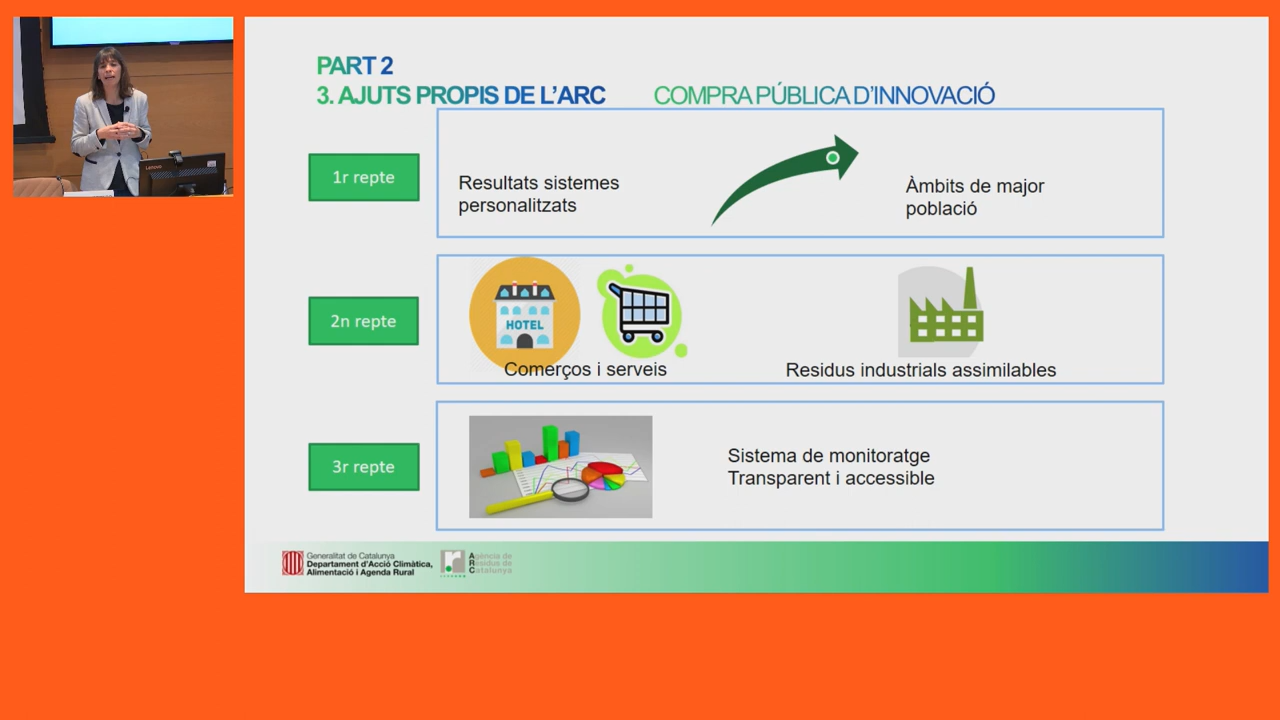 PART 2
3. AJUTS PROPIS DE L'ARC COMPRA PÚBLICA D'INNOVACIÓ
1r repte
Resultats sistemes
personalitzats
Àmbits de major
població
2n repte
HOTEL
Comerços i serveis
Residus industrials assimilables
3r repte
Sistema de monitoratge
Transparent i accessible
Generalitat de Catalunya
Departament d'Acció Climàtica,
Alimentació i Agenda Rural
Agència de
Residus de
Catalunya
Lenovo